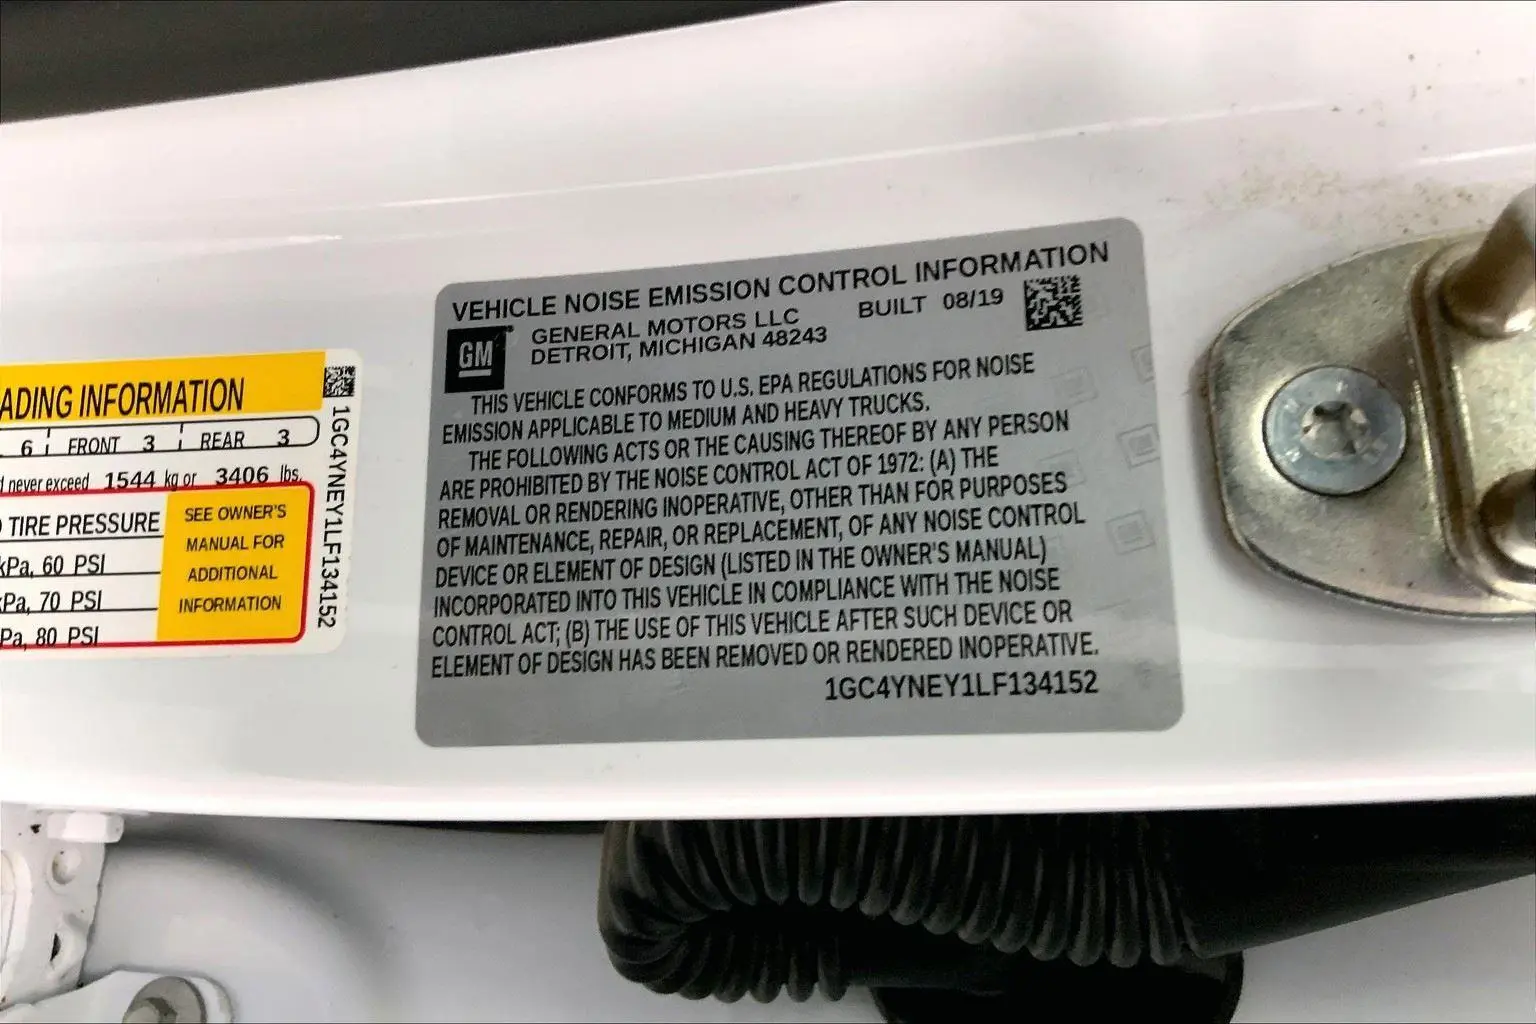 ADING INFORMATION
6 FRONT 3 REAR 3
never exceed 1544 kg or 3406 lbs.
TIRE PRESSURE
kPa, 60 PSI
kPa, 70 PSI
Pa, 80 PSI
SEE OWNER'S
MANUAL FOR
ADDITIONAL
INFORMATION
1GC4YNEY1LF134152
VEHICLE NOISE EMISSION CONTROL INFORMATION
GM
GENERAL MOTORS LLC BUILT 08/19
DETROIT, MICHIGAN 48243
THIS VEHICLE CONFORMS TO U.S. EPA REGULATIONS FOR NOISE
EMISSION APPLICABLE TO MEDIUM AND HEAVY TRUCKS.
THE FOLLOWING ACTS OR THE CAUSING THEREOF BY ANY PERSON
ARE PROHIBITED BY THE NOISE CONTROL ACT OF 1972: (A) THE
REMOVAL OR RENDERING INOPERATIVE, OTHER THAN FOR PURPOSES
OF MAINTENANCE, REPAIR, OR REPLACEMENT, OF ANY NOISE CONTROL
DEVICE OR ELEMENT OF DESIGN (LISTED IN THE OWNER'S MANUAL)
INCORPORATED INTO THIS VEHICLE IN COMPLIANCE WITH THE NOISE
CONTROL ACT; (B) THE USE OF THIS VEHICLE AFTER SUCH DEVICE OR
ELEMENT OF DESIGN HAS BEEN REMOVED OR RENDERED INOPERATIVE.
1GC4YNEY1LF134152